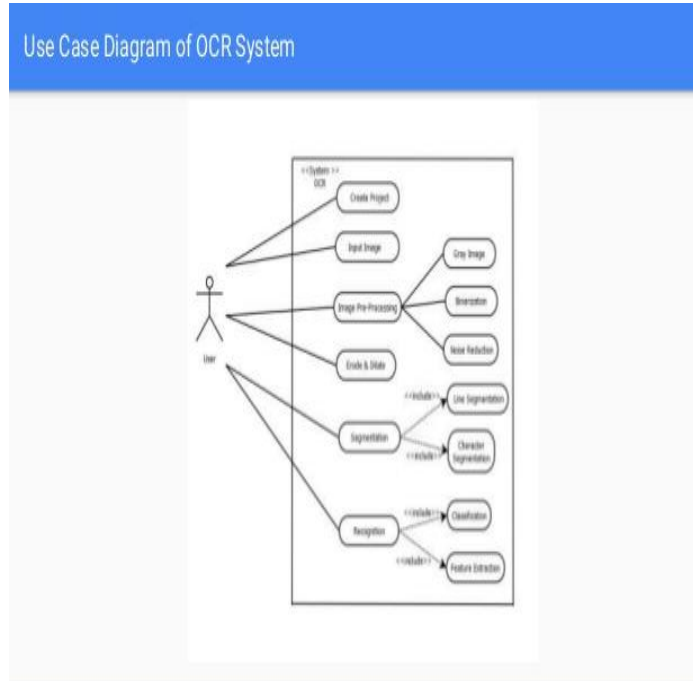 Use Case Diagram of OCR System
<<System >>
OCR
Create Project
Input Image
Gray Image
Image Pre-Processing
Binarization
Noise Reduction
User
Erode & Dilate
<<include>>
Line Segmentation
Segmentation
Character
Segmentation
<<include>>
<<include>>
Classification
Recognition
<<include>>
Feature Extraction